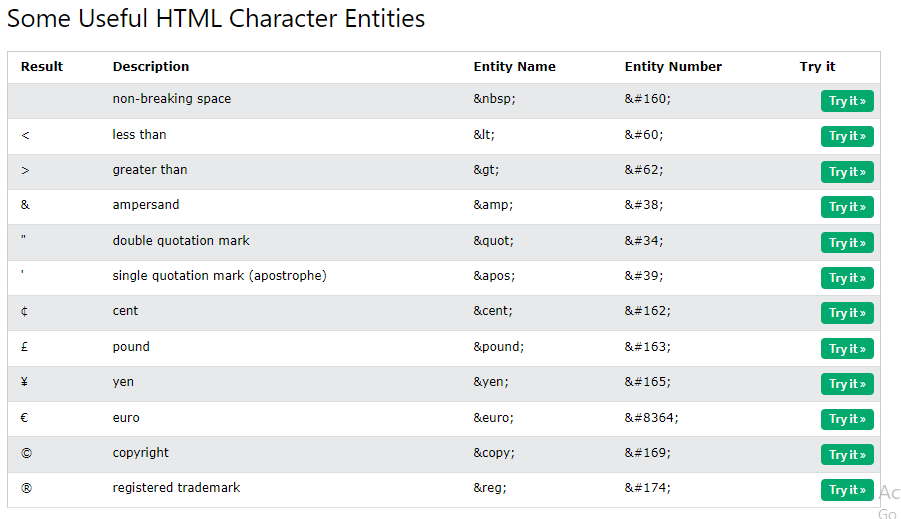 Some Useful HTML Character Entities
Result Description Entity Name Entity Number Try it
non-breaking space &nbsp; &#160; Try it »
< less than &lt; &#60; Try it »
> greater than &gt; &#62; Try it »
& ampersand &amp; &#38; Try it »
" double quotation mark &quot; &#34; Try it »
' single quotation mark (apostrophe) &apos; &#39; Try it »
¢ cent &cent; &#162; Try it »
£ pound &pound; &#163; Try it »
¥ yen &yen; &#165; Try it »
€ euro &euro; &#8364; Try it »
© copyright &copy; &#169; Try it »
® registered trademark &reg; &#174; Try it »
Ac
Go